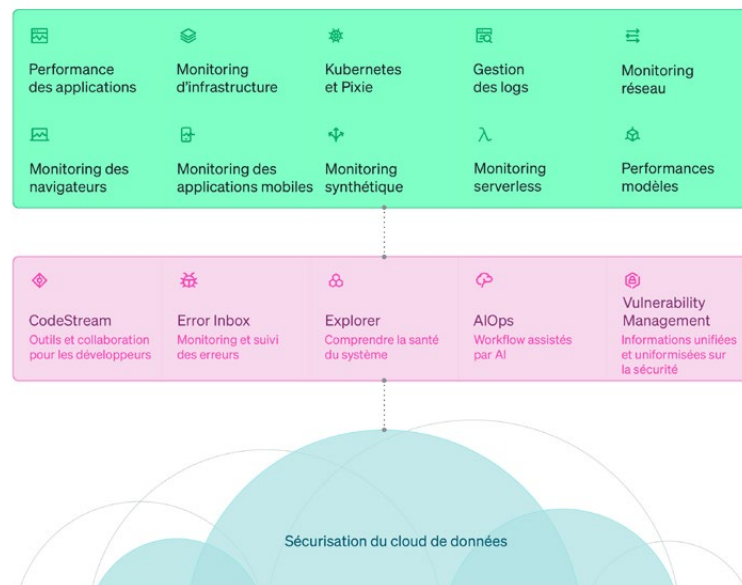 Performance
des applications
Monitoring
d'infrastructure
Kubernetes
et Pixie
Gestion
des logs
Monitoring
réseau
Monitoring des
navigateurs
Monitoring des
applications mobiles
Monitoring
synthétique
Monitoring
serverless
Performances
modèles
CodeStream
Outils et collaboration
pour les développeurs
Error Inbox
Monitoring et suivi
des erreurs
Explorer
Comprendre la santé
du système
AIOps
Workflow assistés
par AI
Vulnerability
Management
Informations unifiées
et uniformisées sur
la sécurité
Sécurisation du cloud de données